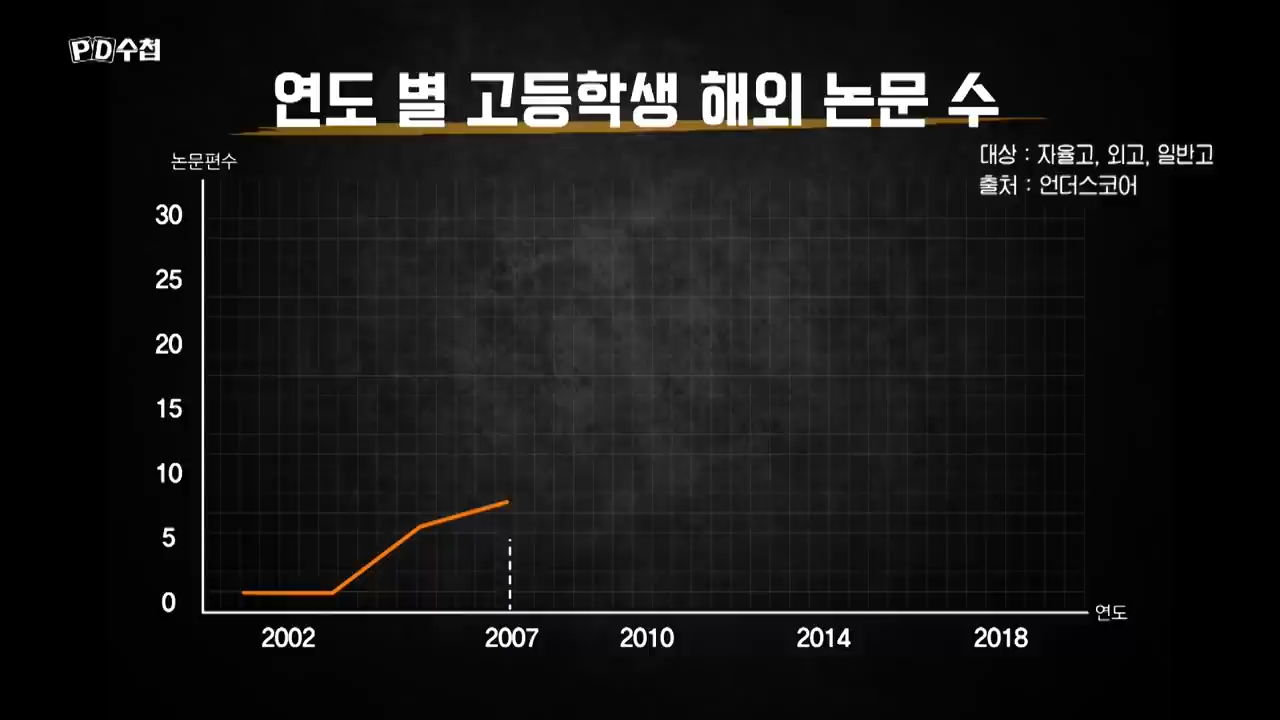 PD수첩
연도 별 고등학생 해외 논문 수
대상 : 자율고, 외고, 일반고
출처 : 언더스코어
논문편수
30
25
20
15
10
5
0
2002 2007 2010 2014 2018
연도